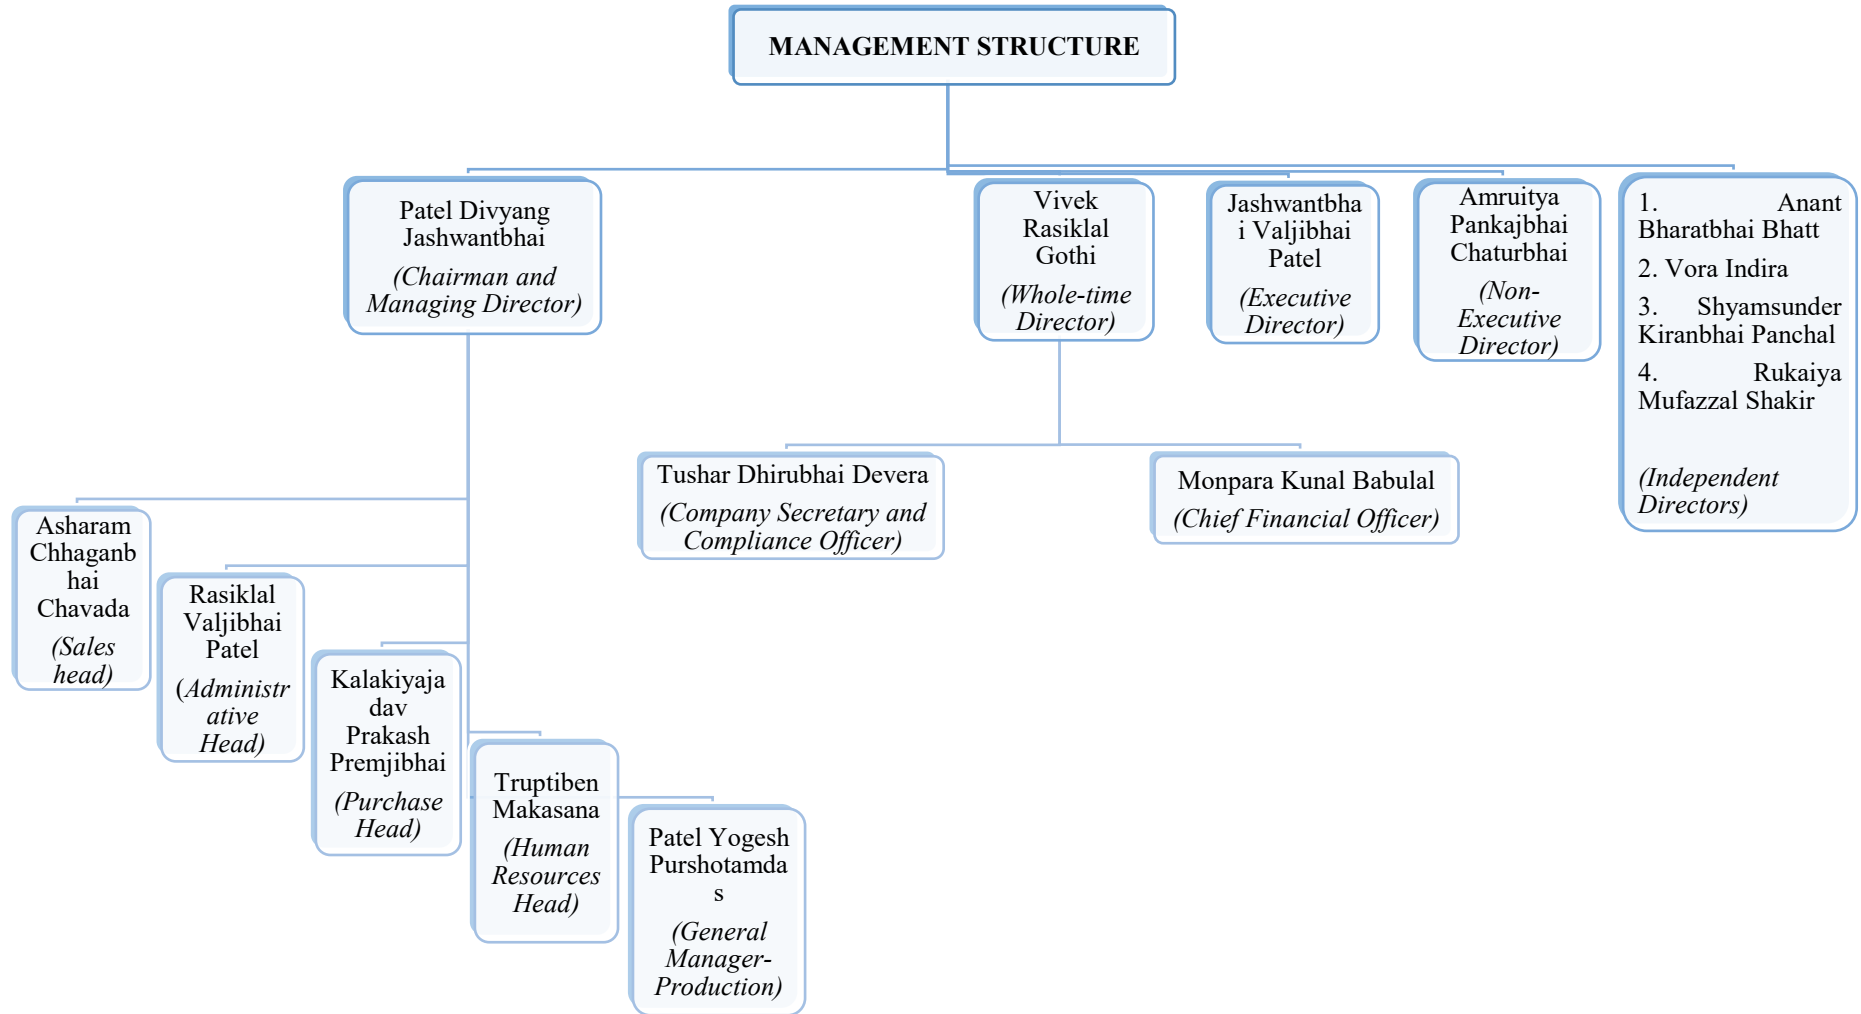 MANAGEMENT STRUCTURE
Patel Divyang
Jashwantbhai
(Chairman and
Managing Director)
Vivek
Rasiklal
Gothi
(Whole-time
Director)
Jashwantbha
i Valjibhai
Patel
(Executive
Director)
Amruitya
Pankajbhai
Chaturbhai
(Non-
Executive
Director)
1. Anant
Bharatbhai Bhatt
2. Vora Indira
3. Shyamsunder
Kiranbhai Panchal
4. Rukaiya
Mufazzal Shakir
(Independent
Directors)
Tushar Dhirubhai Devera
(Company Secretary and
Compliance Officer)
Monpara Kunal Babulal
(Chief Financial Officer)
Asharam
Chhaganb
hai
Chavada
(Sales
head)
Rasiklal
Valjibhai
Patel
(Administr
ative
Head)
Kalakiyaja
dav
Prakash
Premjibhai
(Purchase
Head)
Truptiben
Makasana
(Human
Resources
Head)
Patel Yogesh
Purshotamda
s
(General
Manager-
Production)